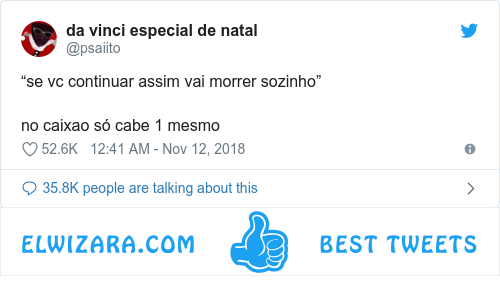 da vinci especial de natal
@psaiito
“se vc continuar assim vai morrer sozinho”
no caixao só cabe 1 mesmo
52.6K 12:41 AM - Nov 12, 2018
35.8K people are talking about this
ELWIZARA.COM BEST TWEETS